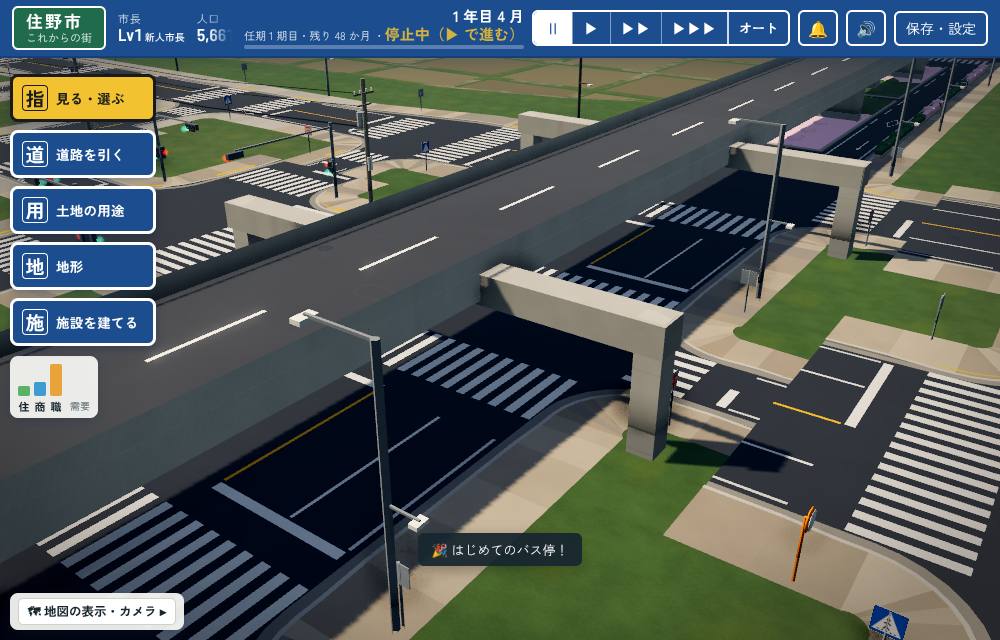 住野市
これからの街
市長
Lv1 新人市長
人口
5,66
任期1期目・残り 48 か月・停止中（▶ で進む）
1 年目 4 月
オート
保存・設定
指 見る・選ぶ
道 道路を引く
用 土地の用途
地 地形
施 施設を建てる
住 商 職 需要
はじめてのバス停！
地図の表示・カメラ ▸